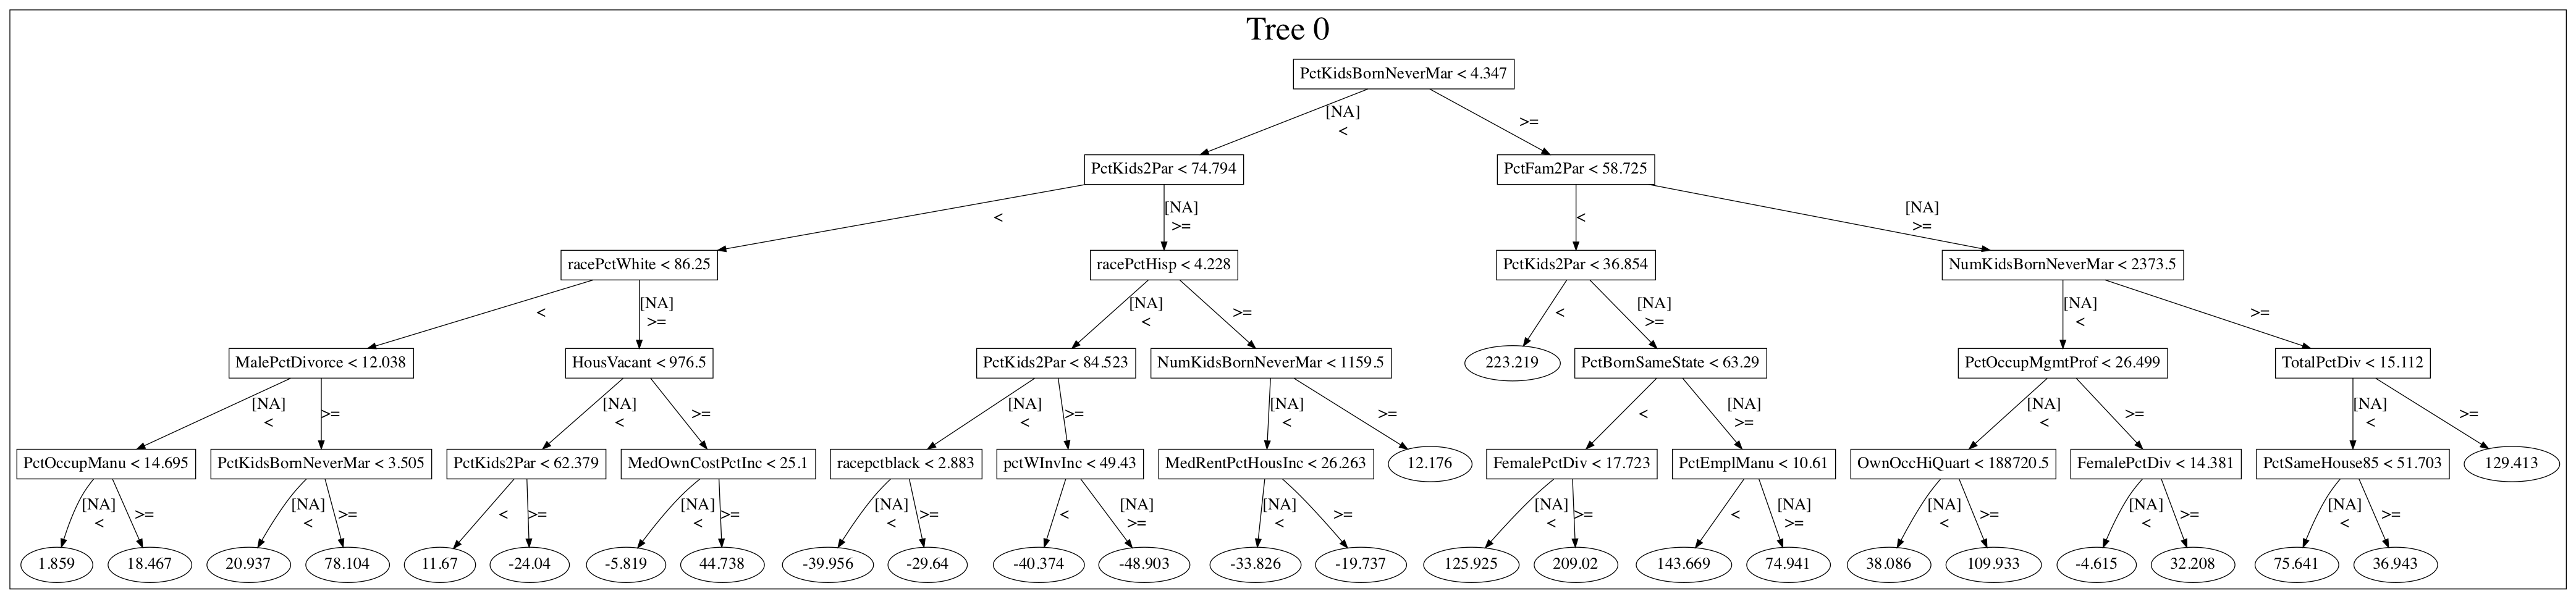 Tree 0
PctKidsBornNeverMar < 4.347
[NA]
<
>=
PctKids2Par < 74.794
PctFam2Par < 58.725
<
[NA]
>=
<
[NA]
>=
racePctWhite < 86.25
racePctHisp < 4.228
PctKids2Par < 36.854
NumKidsBornNeverMar < 2373.5
<
[NA]
>=
[NA]
<
>=
<
[NA]
>=
[NA]
<
>=
MalePctDivorce < 12.038
HousVacant < 976.5
PctKids2Par < 84.523
NumKidsBornNeverMar < 1159.5
223.219
PctBornSameState < 63.29
PctOccupMgmtProf < 26.499
TotalPctDiv < 15.112
[NA]
<
>=
[NA]
<
>=
[NA]
<
>=
[NA]
<
>=
<
[NA]
>=
[NA]
<
>=
[NA]
<
>=
PctOccupManu < 14.695
PctKidsBornNeverMar < 3.505
PctKids2Par < 62.379
MedOwnCostPctInc < 25.1
racepctblack < 2.883
pctWInvInc < 49.43
MedRentPctHousInc < 26.263
12.176
FemalePctDiv < 17.723
PctEmplManu < 10.61
OwnOccHiQuart < 188720.5
FemalePctDiv < 14.381
PctSameHouse85 < 51.703
129.413
[NA]
<
>=
[NA]
<
>=
<
>=
[NA]
<
>=
[NA]
<
>=
<
[NA]
>=
[NA]
<
>=
[NA]
<
>=
<
[NA]
>=
[NA]
<
>=
[NA]
<
>=
[NA]
<
>=
1.859
18.467
20.937
78.104
11.67
-24.04
-5.819
44.738
-39.956
-29.64
-40.374
-48.903
-33.826
-19.737
125.925
209.02
143.669
74.941
38.086
109.933
-4.615
32.208
75.641
36.943